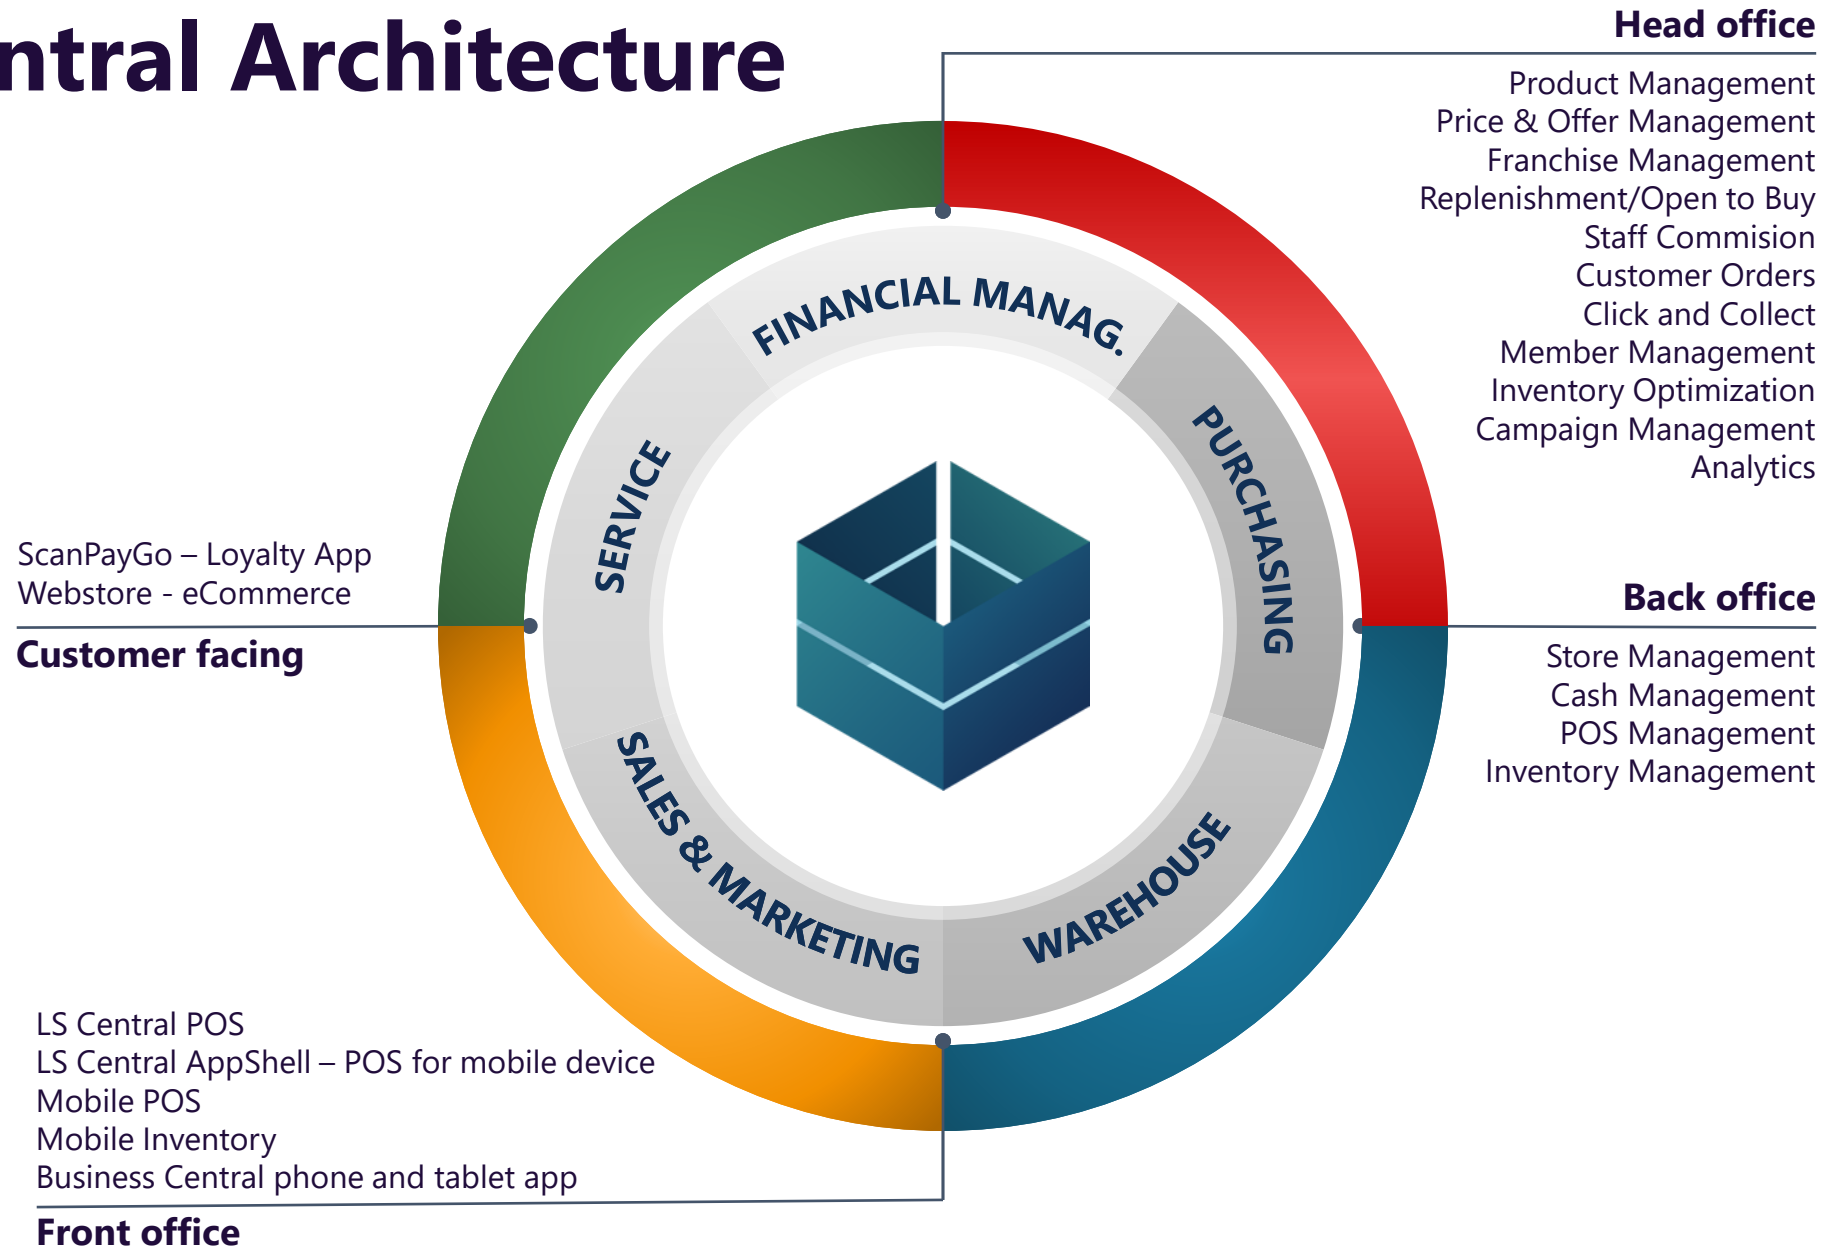 ntral Architecture
Head office
Product Management
Price & Offer Management
Franchise Management
Replenishment/Open to Buy
Staff Commision
Customer Orders
Click and Collect
Member Management
Inventory Optimization
Campaign Management
Analytics
FINANCIAL MANAG.
PURCHASING
SERVICE
SALES & MARKETING
WAREHOUSE
ScanPayGo – Loyalty App
Webstore - eCommerce
Customer facing
Back office
Store Management
Cash Management
POS Management
Inventory Management
LS Central POS
LS Central AppShell – POS for mobile device
Mobile POS
Mobile Inventory
Business Central phone and tablet app
Front office